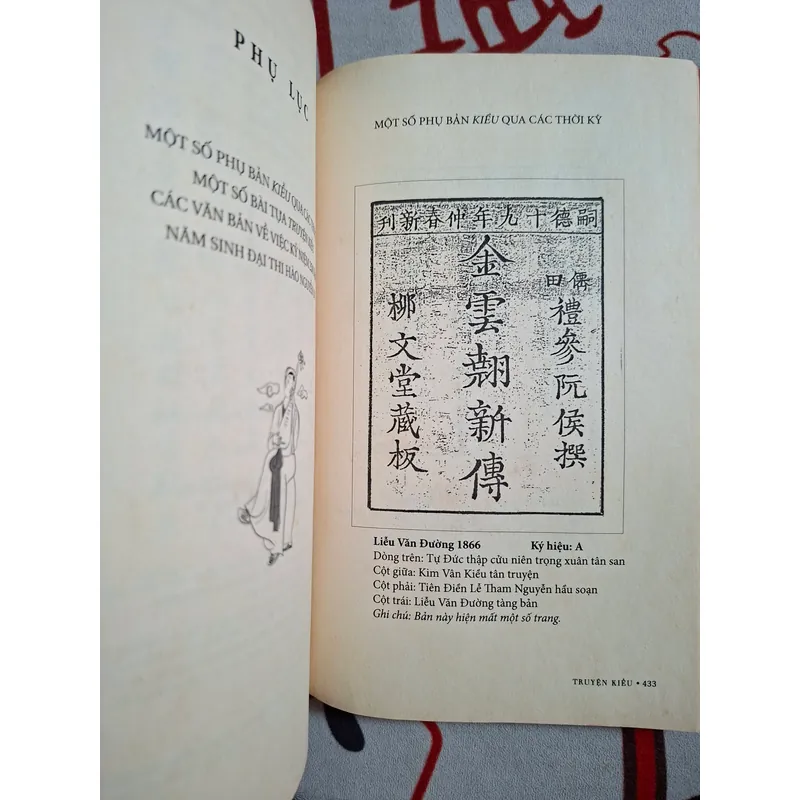 PHỤ LỤC
MỘT SỐ PHỤ BẢN KIỀU QUA CÁC
MỘT SỐ BÀI TỰA TRUYỆN
CÁC VĂN BẢN VỀ VIỆC KỶ NIỆM
NĂM SINH ĐẠI THI HÀO
MỘT SỐ PHỤ BẢN KIỀU QUA CÁC THỜI KỲ
嗣德十九年仲春新刊
僊田禮參阮侯撰
金雲翹新傳
柳文堂藏板
Liễu Văn Đường 1866 Ký hiệu: A
Dòng trên: Tự Đức thập cửu niên trọng xuân tân san
Cột giữa: Kim Vân Kiều tân truyện
Cột phải: Tiên Điền Lễ Tham Nguyễn hầu soạn
Cột trái: Liễu Văn Đường tàng bản
Ghi chú: Bản này hiện mất một số trang.
TRUYỆN KIỀU • 433